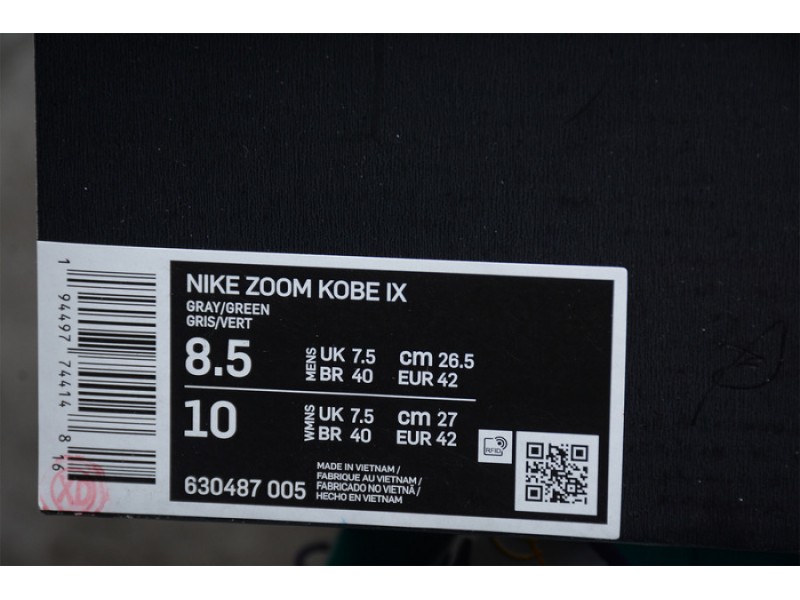 NIKE ZOOM KOBE IX
GRAY/GREEN
GRIS/VERT
8.5 MENS UK 7.5 cm 26.5
BR 40 EUR 42
10 WMNS UK 7.5 cm 27
BR 40 EUR 42
630487 005
MADE IN VIETNAM /
FABRIQUE AU VIETNAM /
FABRICADO NO VIETNÃ /
HECHO EN VIETNAM
RFID
1 94497 74414 8 16